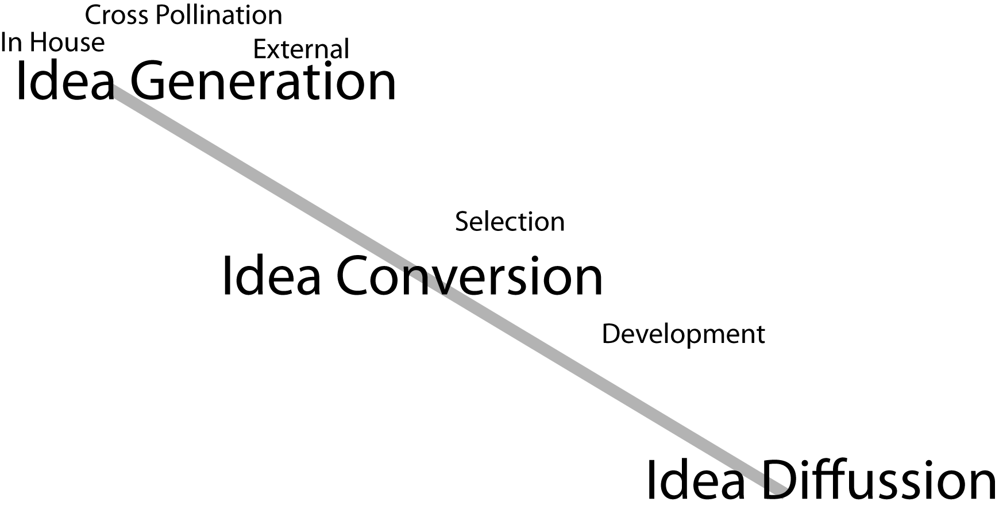 Cross Pollination
In House
External
Idea Generation
Selection
Idea Conversion
Development
Idea Diffussion